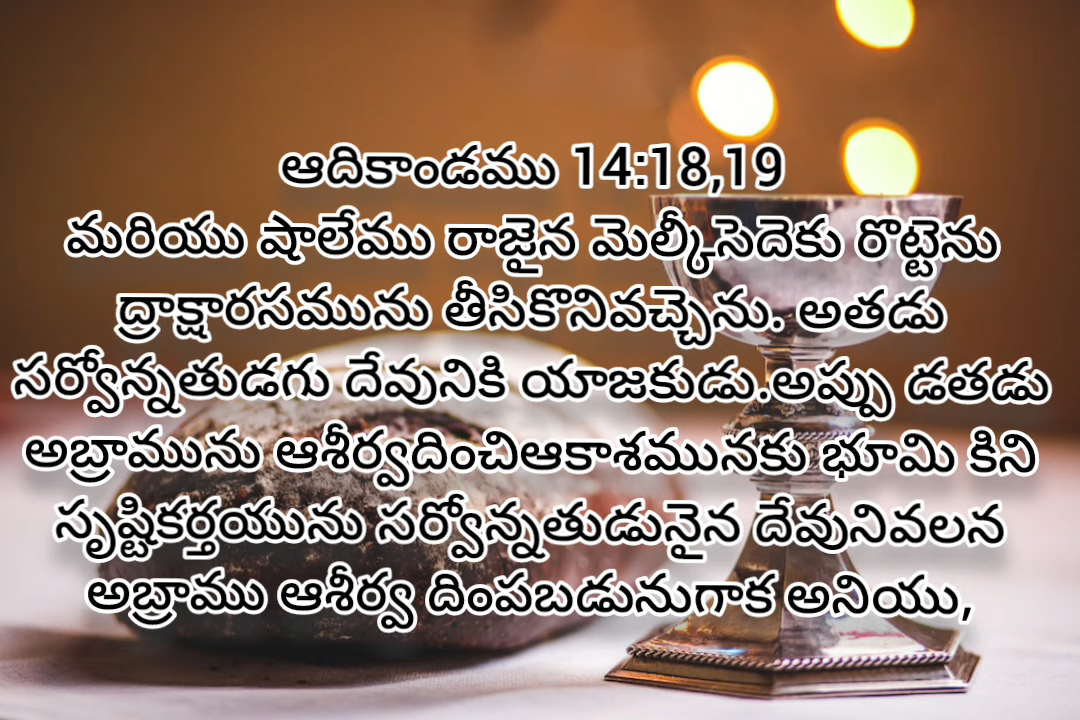 ఆదికాండము 14:18,19
మరియు షాలేము రాజైన మెల్కీసెదెకు రొట్టెను
ద్రాక్షారసమును తీసికొనివచ్చెను. అతడు
సర్వోన్నతుడగు దేవునికి యాజకుడు.అప్పు డతడు
అబ్రామును ఆశీర్వదించిఆకాశమునకు భూమి కిని
సృష్టికర్తయును సర్వోన్నతుడునైన దేవునివలన
అబ్రాము ఆశీర్వ దింపబడునుగాక అనియు,